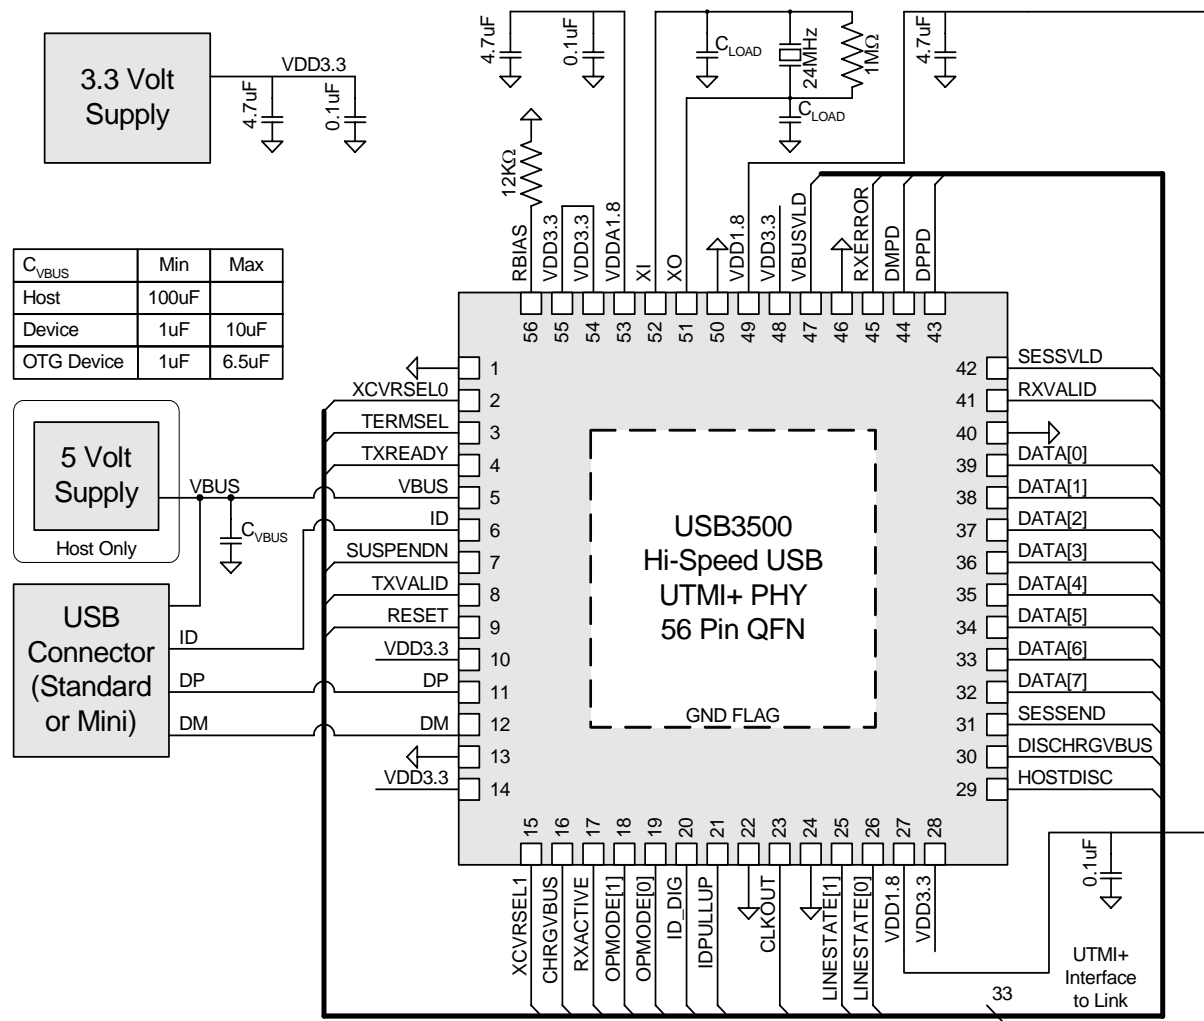 3.3 Volt
Supply
VDD3.3
4.7uF
0.1uF
4.7uF
0.1uF
C_LOAD
24MHz
1MΩ
C_LOAD
4.7uF
12KΩ
C_VBUS Min Max
Host 100uF
Device 1uF 10uF
OTG Device 1uF 6.5uF
RBIAS
VDD3.3
VDD3.3
VDDA1.8
XI
XO
VDD1.8
VDD3.3
VBUSVLD
RXERROR
DMPD
DPPD
56 55 54 53 52 51 50 49 48 47 46 45 44 43
5 Volt
Supply
Host Only
VBUS
C_VBUS
USB
Connector
(Standard
or Mini)
ID
DP
DM
1
XCVRSEL0 2
TERMSEL 3
TXREADY 4
VBUS 5
ID 6
SUSPENDN 7
TXVALID 8
RESET 9
VDD3.3 10
DP 11
DM 12
13
VDD3.3 14
USB3500
Hi-Speed USB
UTMI+ PHY
56 Pin QFN
GND FLAG
42 SESSVLD
41 RXVALID
40
39 DATA[0]
38 DATA[1]
37 DATA[2]
36 DATA[3]
35 DATA[4]
34 DATA[5]
33 DATA[6]
32 DATA[7]
31 SESSEND
30 DISCHRGVBUS
29 HOSTDISC
15 16 17 18 19 20 21 22 23 24 25 26 27 28
XCVRSEL1
CHRGVBUS
RXACTIVE
OPMODE[1]
OPMODE[0]
ID_DIG
IDPULLUP
CLKOUT
LINESTATE[1]
LINESTATE[0]
VDD1.8
VDD3.3
0.1uF
33
UTMI+
Interface
to Link